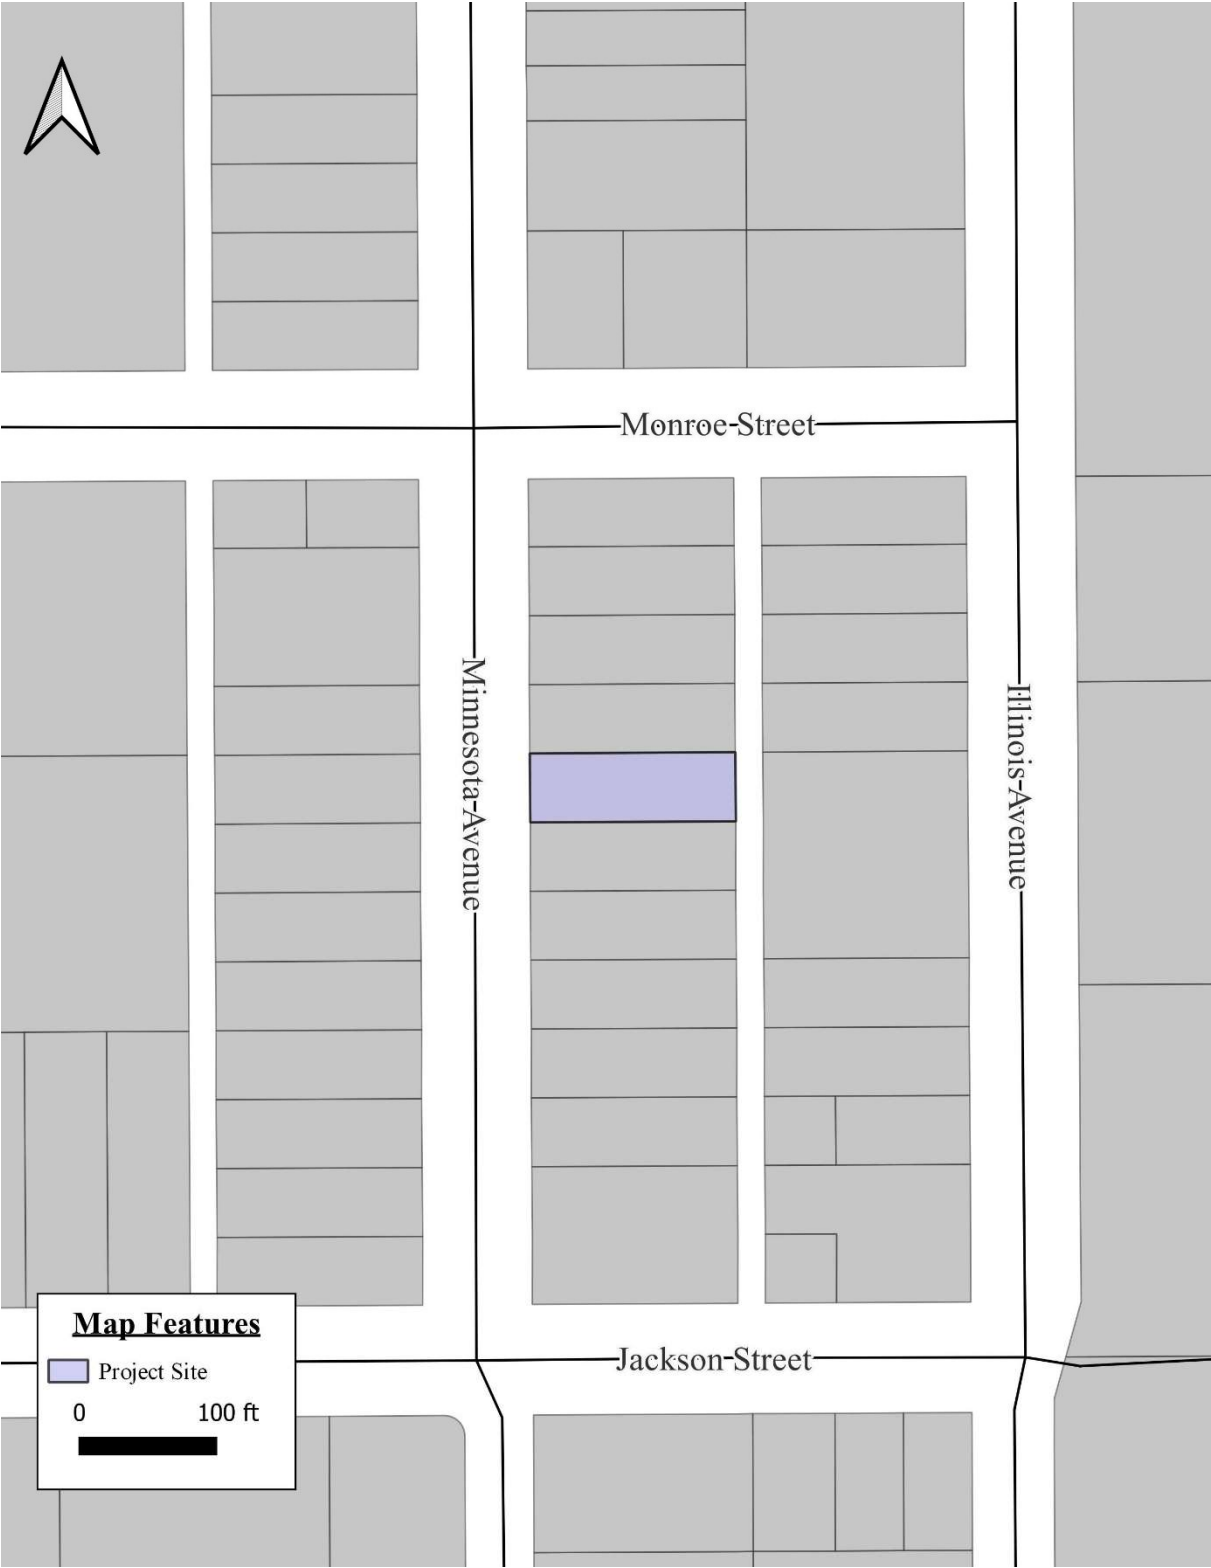 Monroe Street
Minnesota Avenue
Illinois Avenue
Jackson Street
Map Features
Project Site
0 100 ft